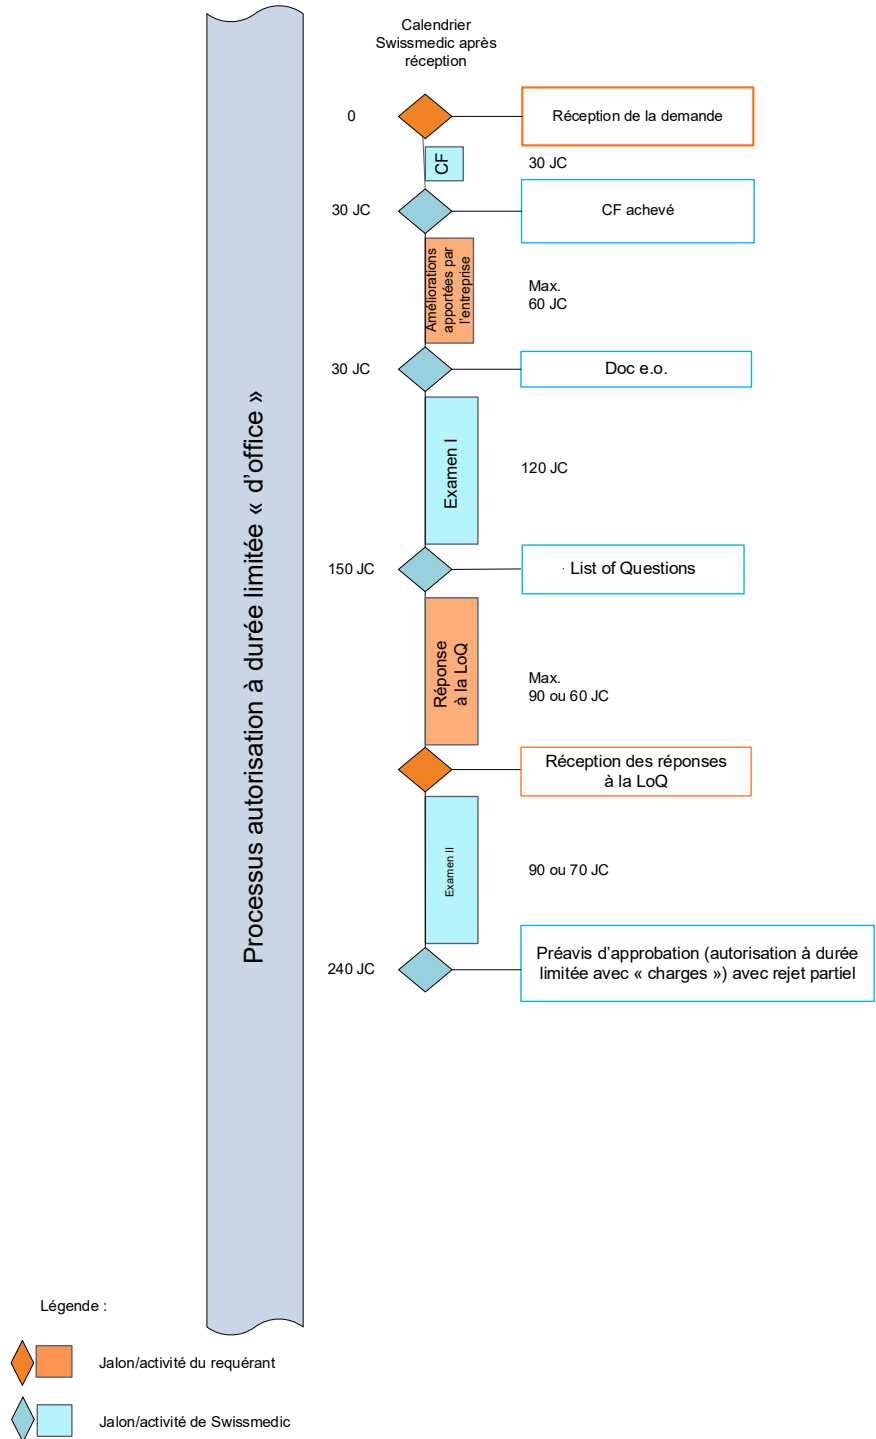 Calendrier
Swissmedic après
réception
0
Réception de la demande
CF
30 JC
30 JC
CF achevé
Améliorations
apportées par
l'entreprise
Max.
60 JC
30 JC
Doc e.o.
Processus autorisation à durée limitée « d'office »
Examen I
120 JC
150 JC
· List of Questions
Réponse
à la LoQ
Max.
90 ou 60 JC
Réception des réponses
à la LoQ
Examen II
90 ou 70 JC
240 JC
Préavis d'approbation (autorisation à durée
limitée avec « charges ») avec rejet partiel
Légende :
Jalon/activité du requérant
Jalon/activité de Swissmedic